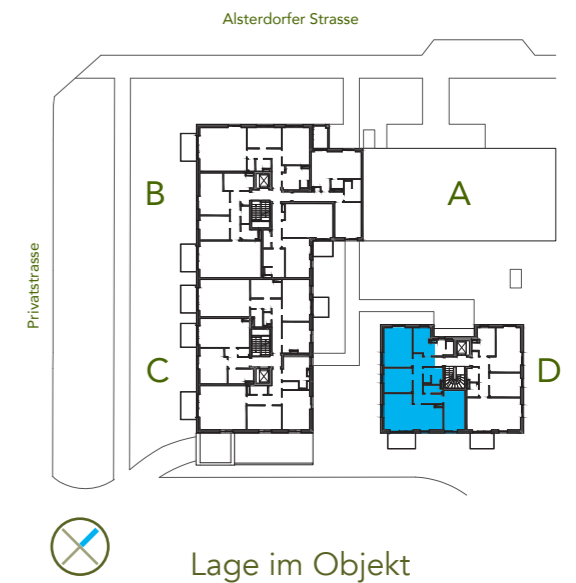 Alsterdorfer Strasse
B
A
Privatstrasse
C
D
Lage im Objekt